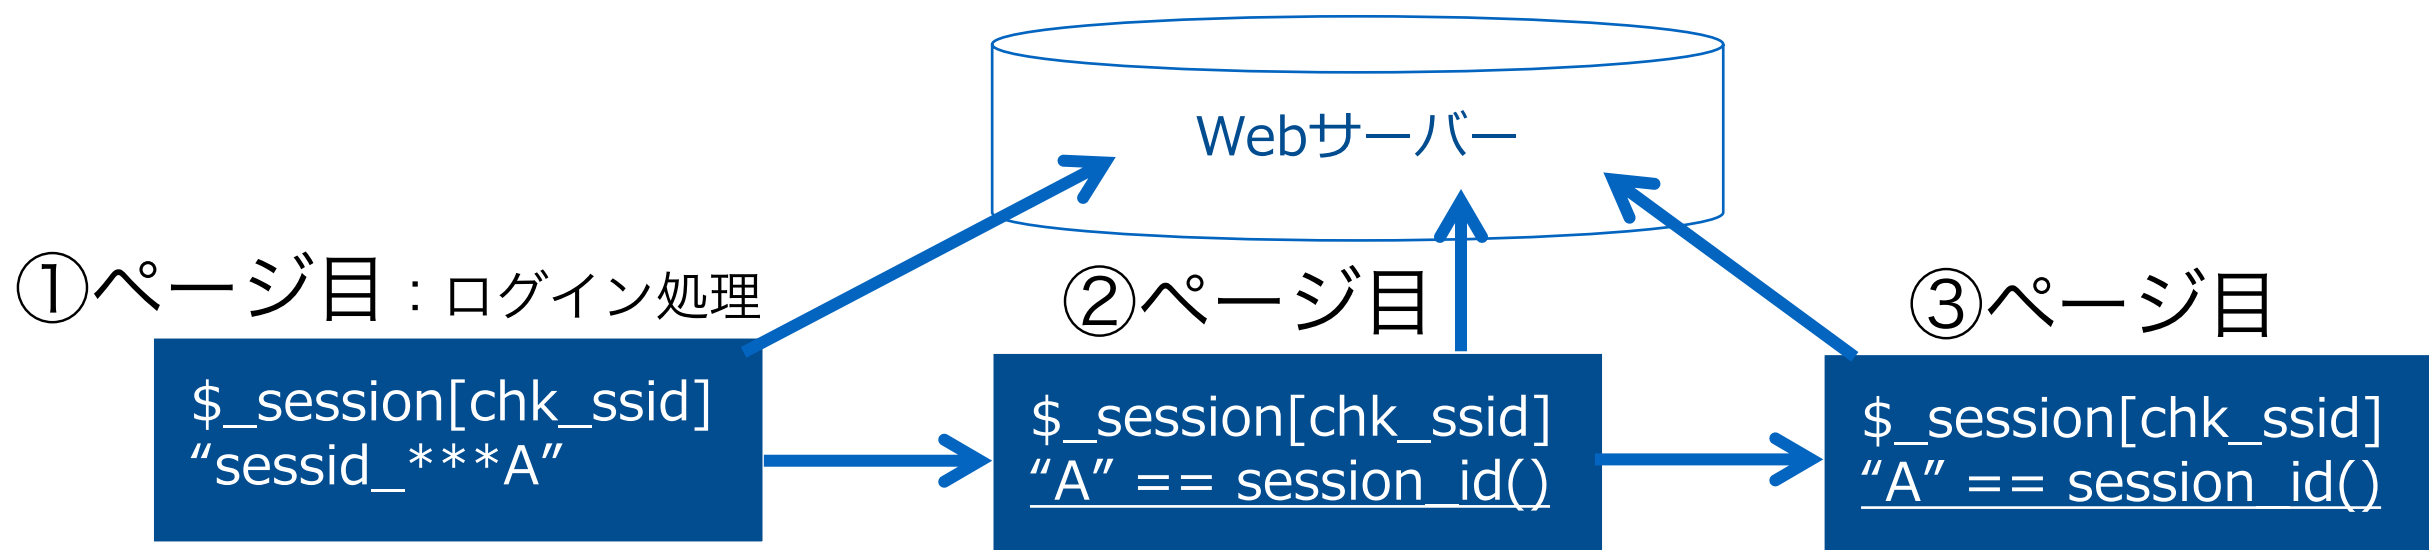 Webサーバー
①ページ目：ログイン処理
$_session[chk_ssid]
“sessid_***A”
②ページ目
$_session[chk_ssid]
“A” == session_id()
③ページ目
$_session[chk_ssid]
“A” == session_id()